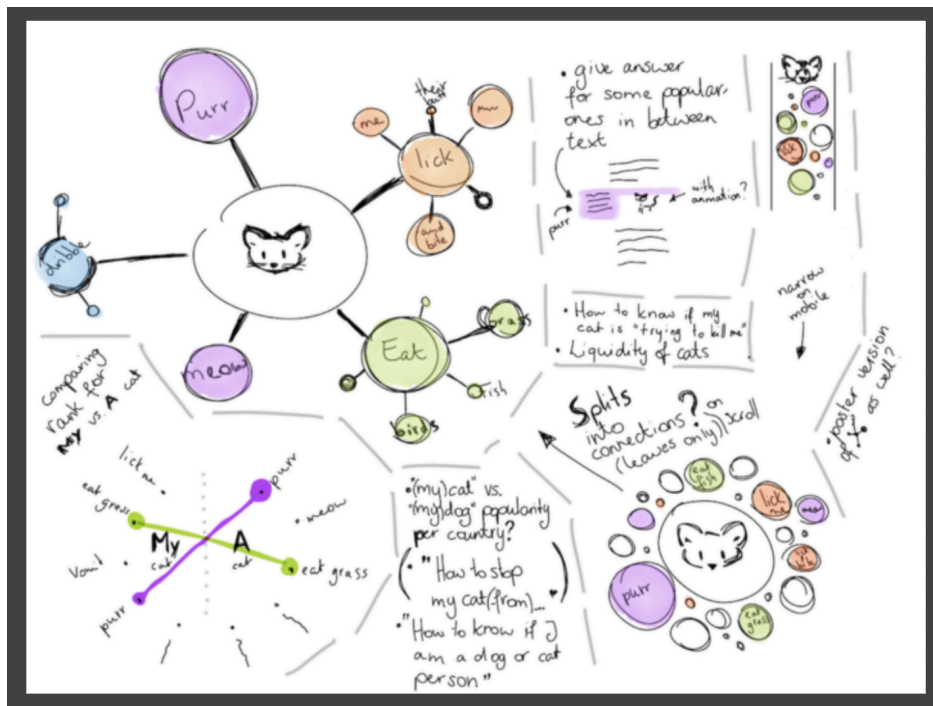 Purr
me
their butt
lick
and
bite
dribble
Eat
grass
fish
birds
meow
• give answer
for some popular
ones in between
text
with
animation?
purr
• How to know if my
cat is "trying to kill me"
• Liquidity of cats
purr
lick
narrow
on
mobile
"poster version
of
as well?
comparing
rank for
My vs. A cat
lick me
eat grass
purr
meow
My
cat
A
cat
Vomit
eat grass
purr
• "(my)cat" vs.
"(my)dog" popularity
per country?
• "How to stop
my cat (from)...
• "How to know if I
am a dog or cat
person"
Splits
into
connections?
(leaves only)
on
scroll
eat
fish
lick
me
meow
purr
eat
grass